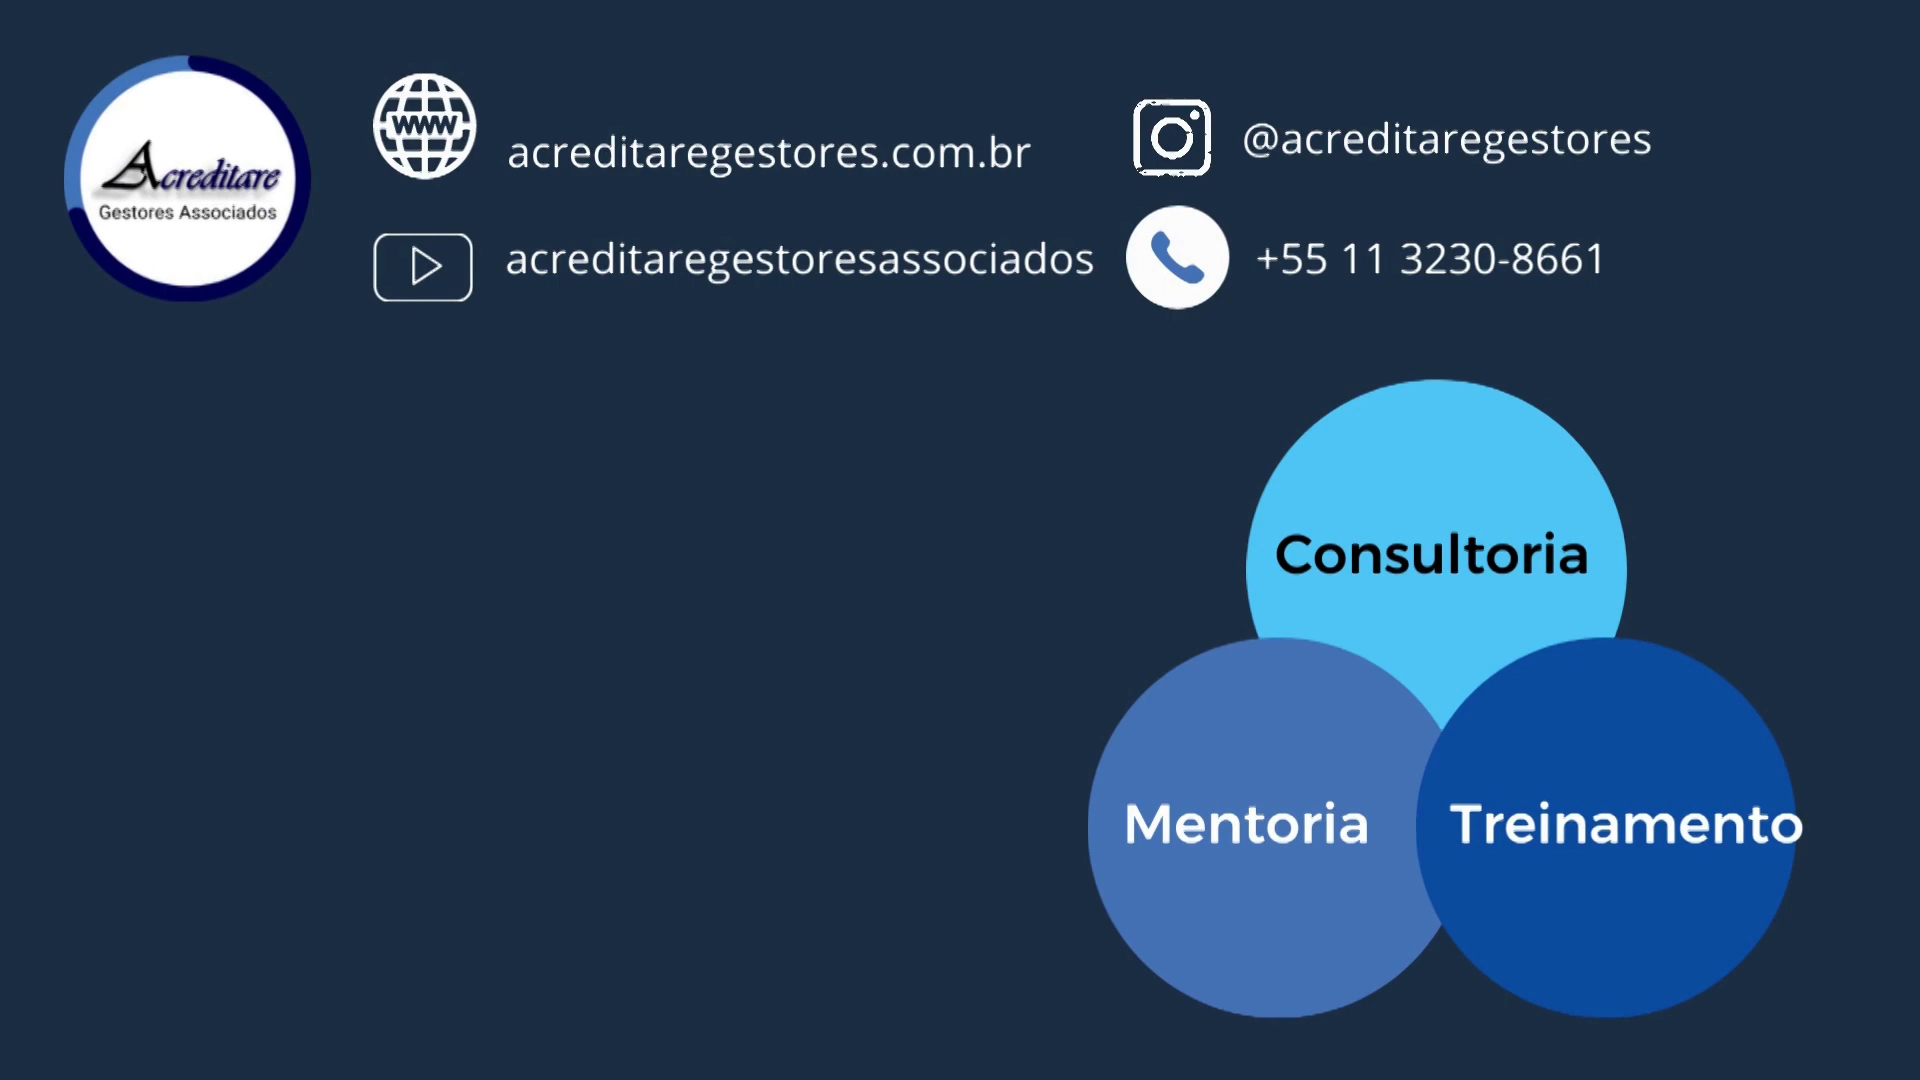 Acreditare
Gestores Associados
www
acreditaregestores.com.br
@acreditaregestores
acreditaregestoresassociados
+55 11 3230-8661
Consultoria
Mentoria
Treinamento